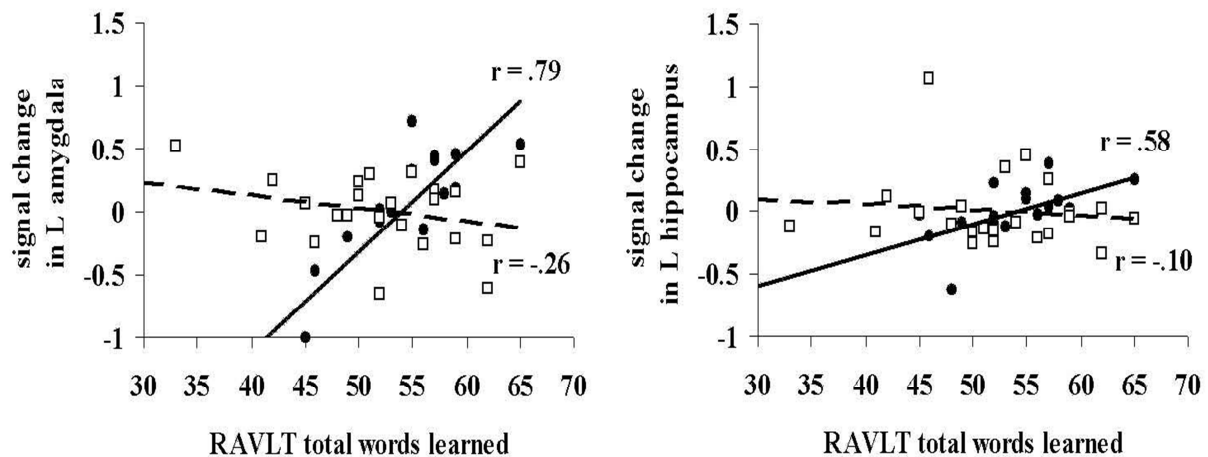 signal change
in L amygdala
1.5
1
0.5
0
-0.5
-1
r = .79
r = -.26
30 35 40 45 50 55 60 65 70
RAVLT total words learned
signal change
in L hippocampus
1.5
1
0.5
0
-0.5
-1
r = .58
r = -.10
30 35 40 45 50 55 60 65 70
RAVLT total words learned